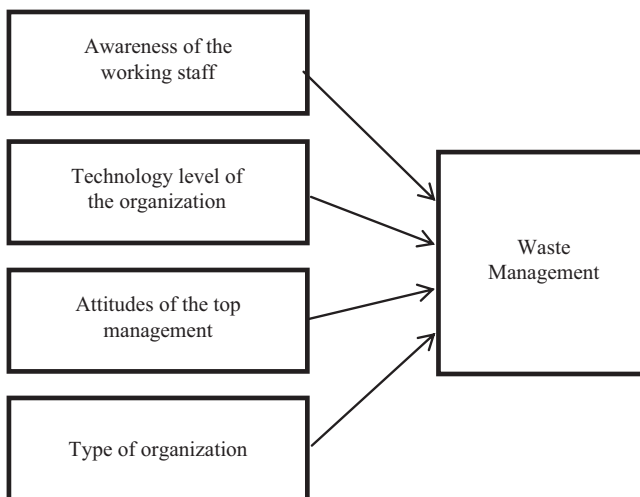 Awareness of the
working staff
Technology level of
the organization
Attitudes of the top
management
Type of organization
Waste
Management